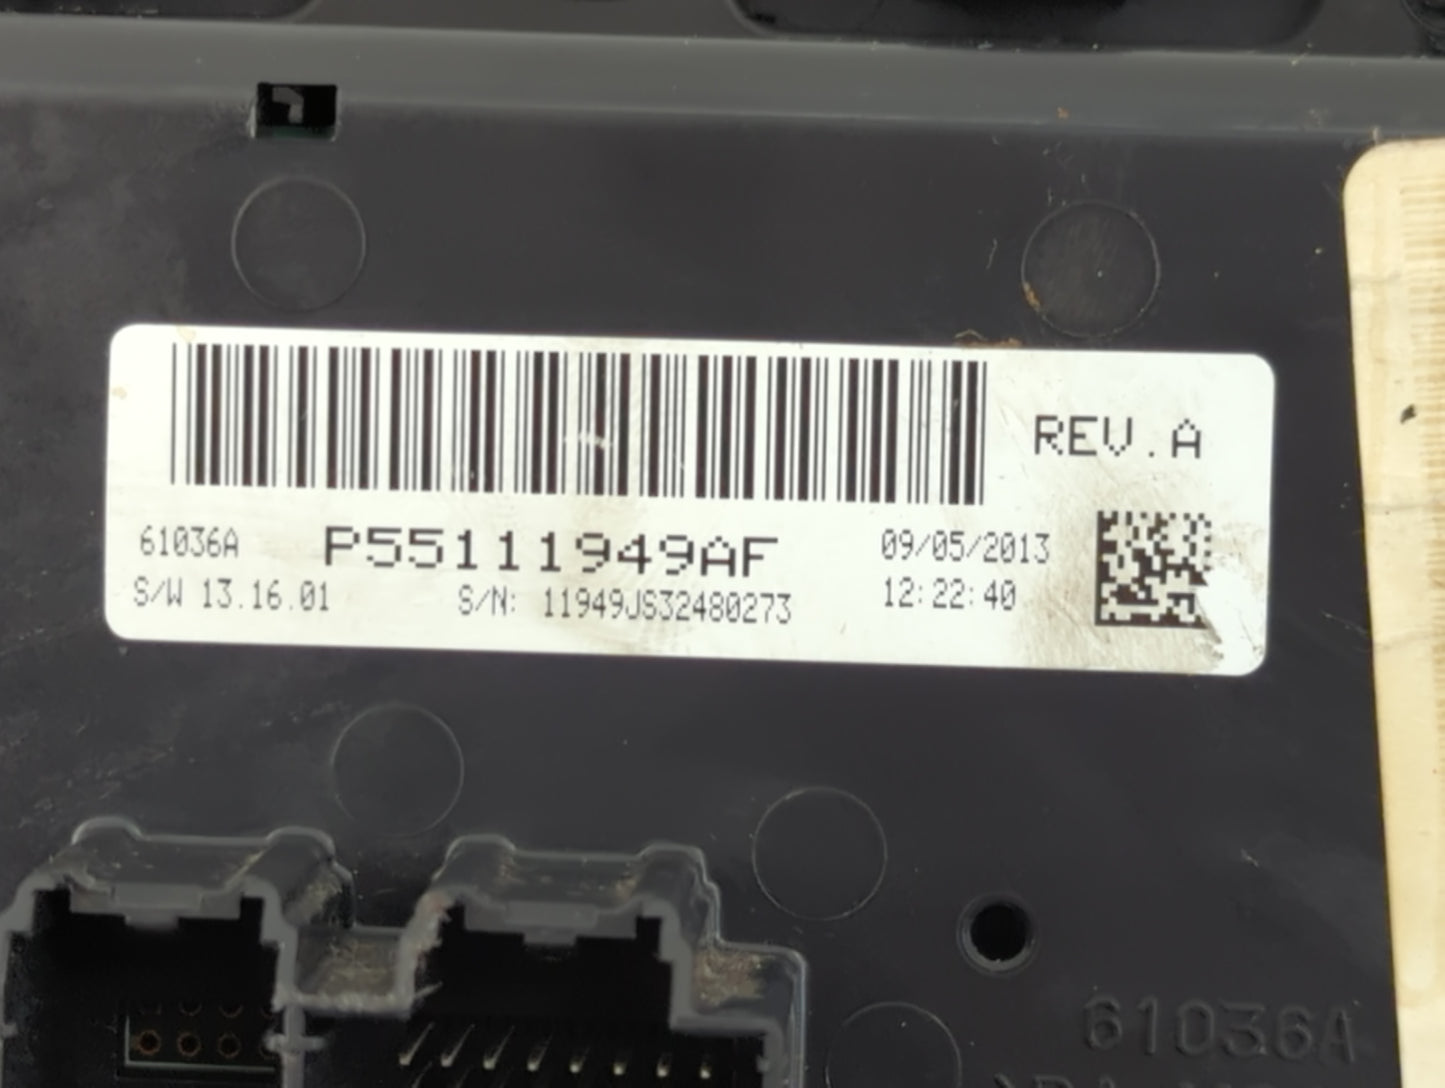 REV.A
61036A P55111949AF 09/05/2013
S/W 13.16.01 S/N: 11949JS32480273 12:22:40
61036A